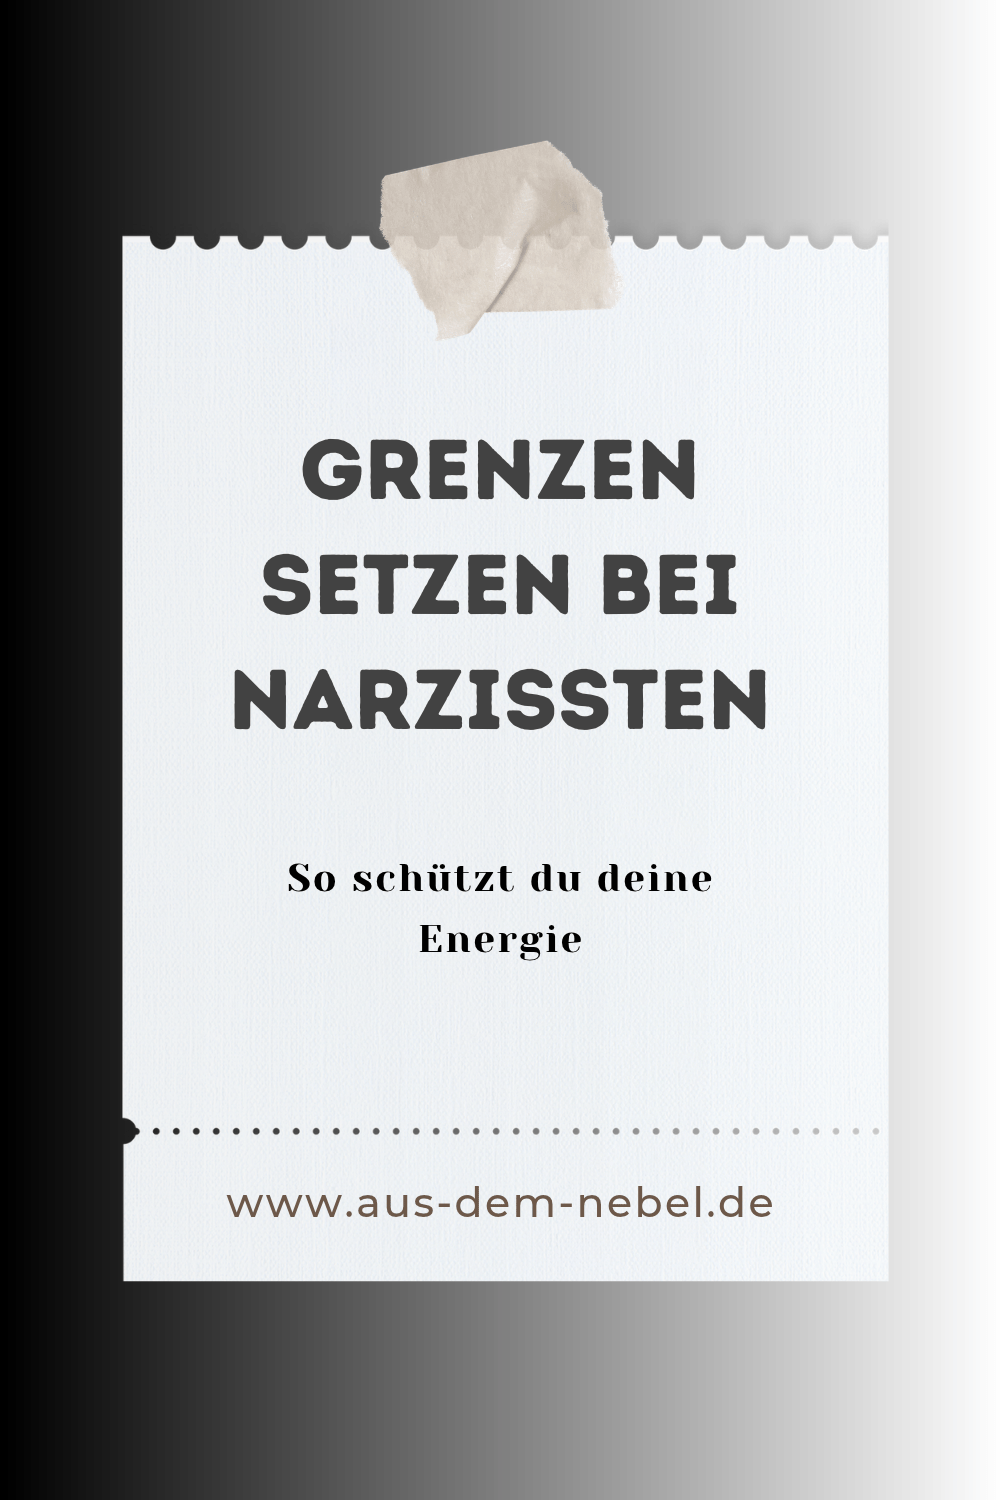 GRENZEN
SETZEN BEI
NARZISSTEN
So schützt du deine
Energie
www.aus-dem-nebel.de